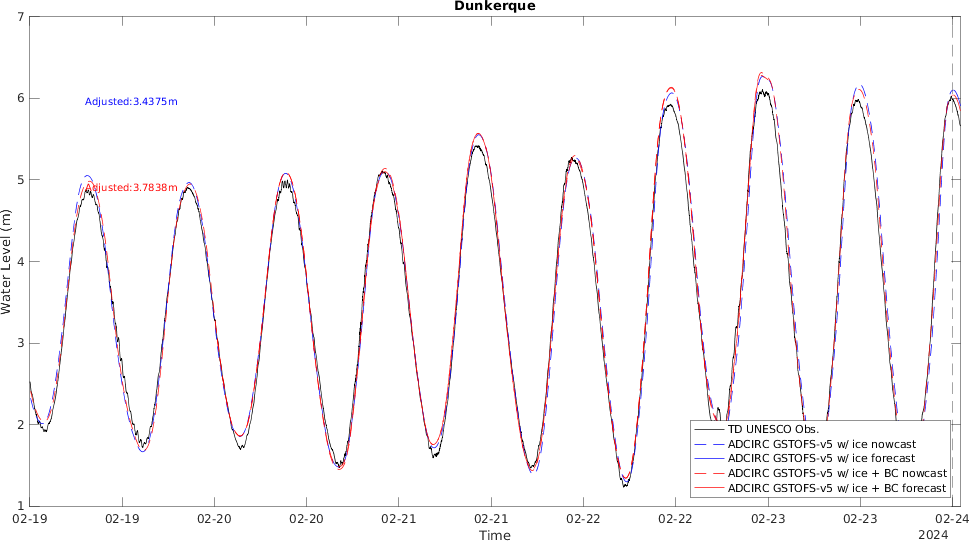 Dunkerque
7
6
5
4
3
2
1
Water Level (m)
Adjusted:3.4375m
Adjusted:3.7838m
TD UNESCO Obs.
ADCIRC GSTOFS-v5 w/ ice nowcast
ADCIRC GSTOFS-v5 w/ ice forecast
ADCIRC GSTOFS-v5 w/ ice + BC nowcast
ADCIRC GSTOFS-v5 w/ ice + BC forecast
02-19 02-19 02-20 02-20 02-21 02-21 02-22 02-22 02-23 02-23 02-24
Time
2024